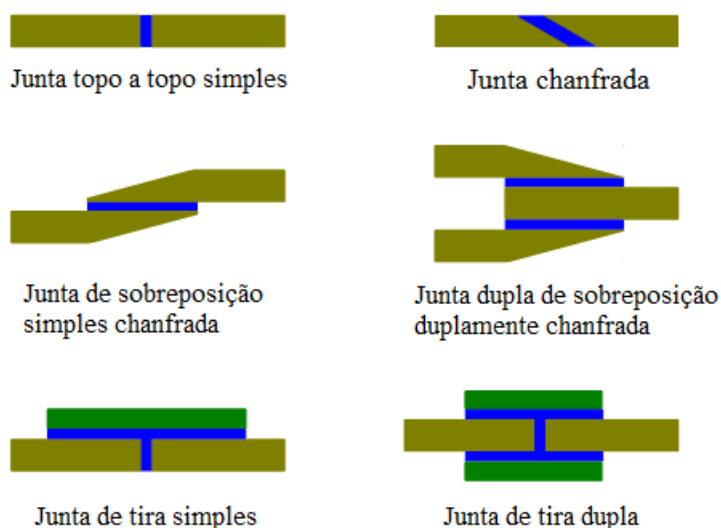 Junta topo a topo simples
Junta chanfrada
Junta de sobreposição
simples chanfrada
Junta dupla de sobreposição
duplamente chanfrada
Junta de tira simples
Junta de tira dupla